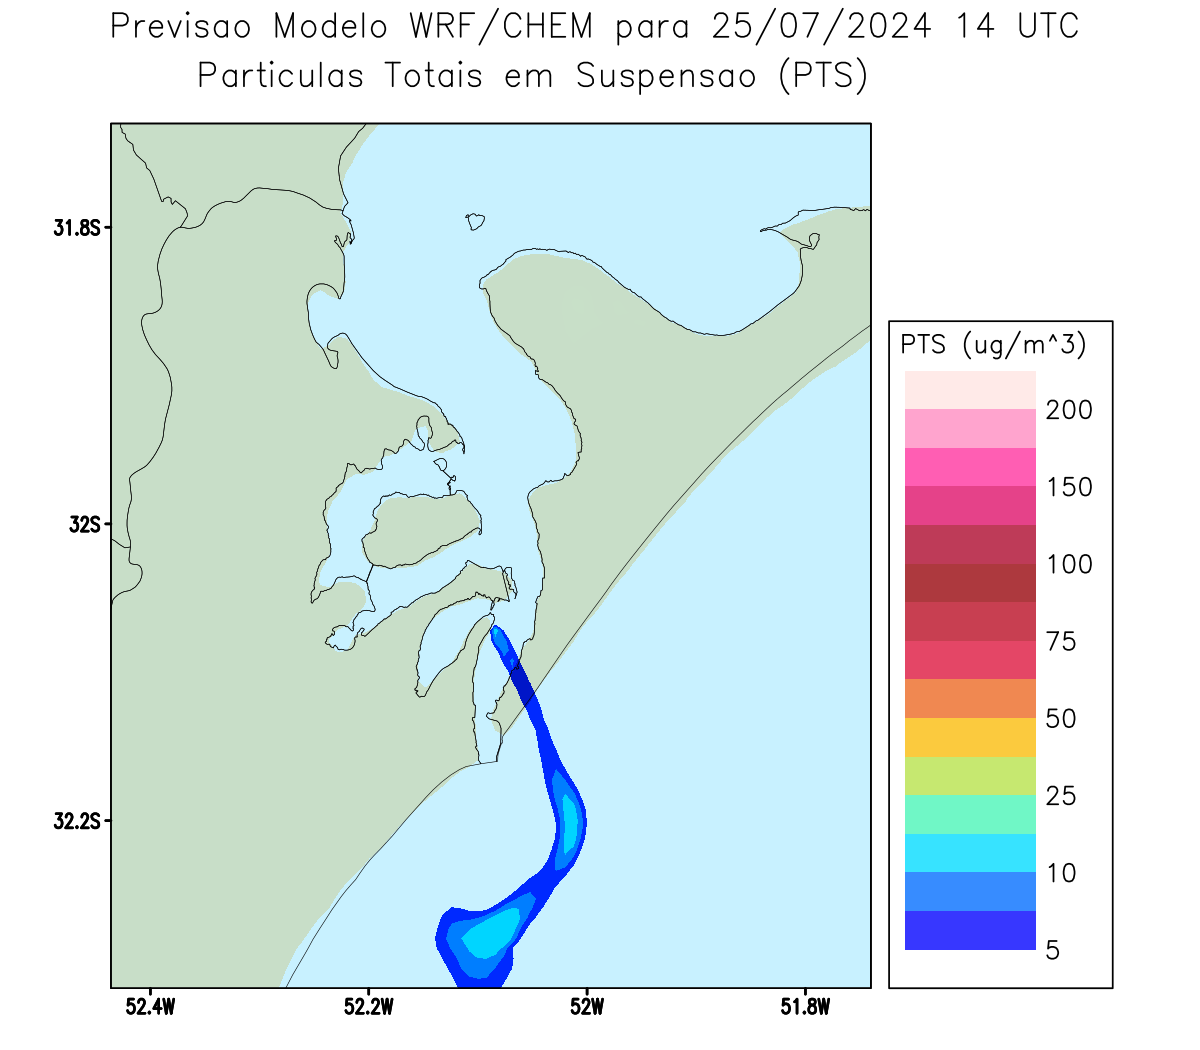 Previsao Modelo WRF/CHEM para 25/07/2024 14 UTC
Particulas Totais em Suspensao (PTS)
31.8S
32S
32.2S
52.4W
52.2W
52W
51.8W
PTS (ug/m^3)
200
150
100
75
50
25
10
5